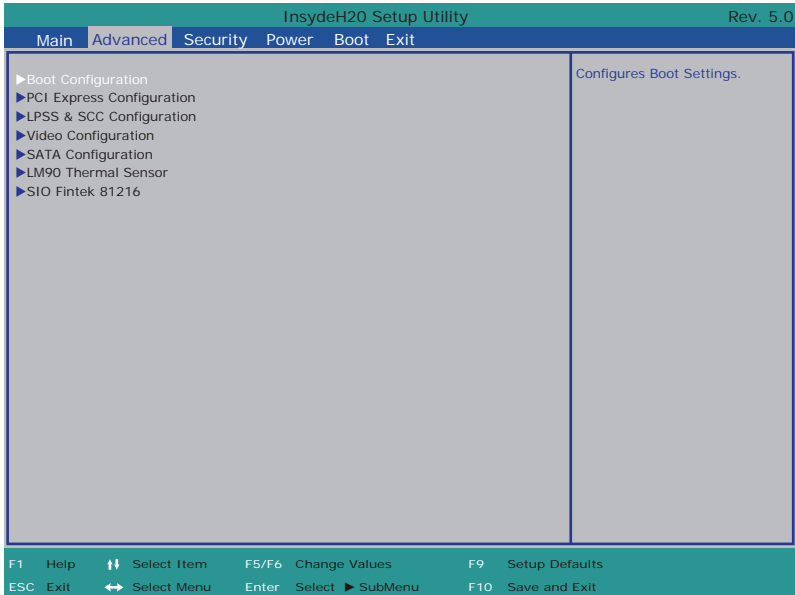 InsydeH20 Setup Utility Rev. 5.0
Main Advanced Security Power Boot Exit
▶Boot Configuration
▶PCI Express Configuration
▶LPSS & SCC Configuration
▶Video Configuration
▶SATA Configuration
▶LM90 Thermal Sensor
▶SIO Fintek 81216
Configures Boot Settings.
F1 Help Select Item F5/F6 Change Values F9 Setup Defaults
ESC Exit Select Menu Enter Select ▶ SubMenu F10 Save and Exit